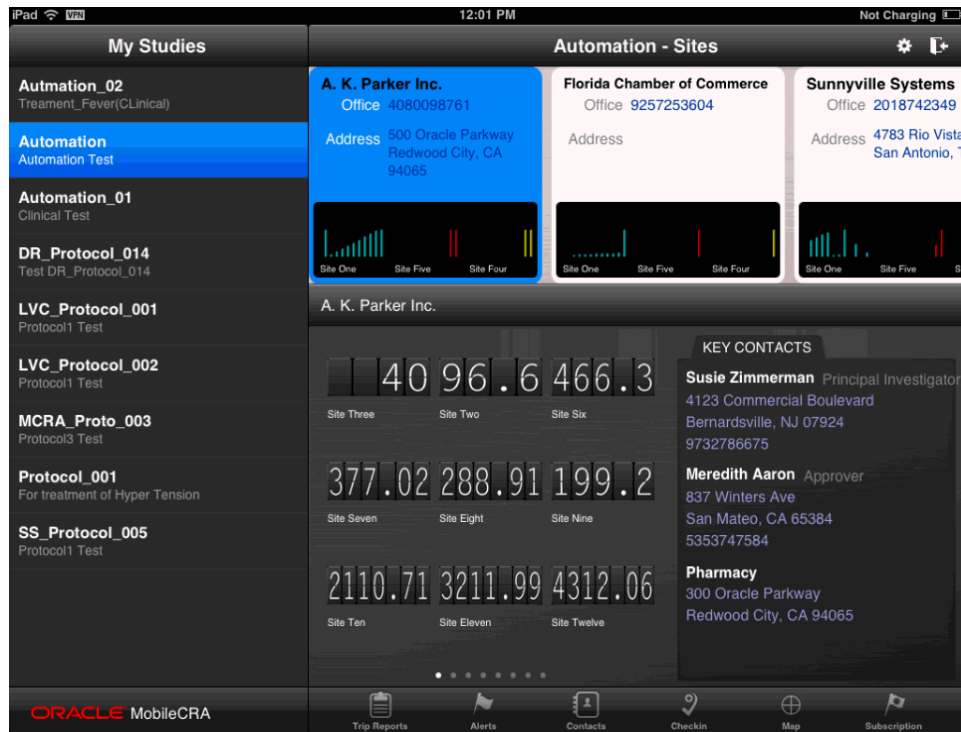 iPad VPN 12:01 PM Not Charging
My Studies
Autmation_02
Treament_Fever(CLinical)
Automation
Automation Test
Automation_01
Clinical Test
DR_Protocol_014
Test DR_Protocol_014
LVC_Protocol_001
Protocol1 Test
LVC_Protocol_002
Protocol1 Test
MCRA_Proto_003
Protocol3 Test
Protocol_001
For treatment of Hyper Tension
SS_Protocol_005
Protocol1 Test
ORACLE MobileCRA
Automation - Sites
A. K. Parker Inc.
Office 4080098761
Address 500 Oracle Parkway
Redwood City, CA
94065
Site One Site Five Site Four
Florida Chamber of Commerce
Office 9257253604
Address
Site One Site Five Site Four
Sunnyville Systems
Office 2018742349
Address 4783 Rio Vista
San Antonio, T
Site One Site Five S
A. K. Parker Inc.
40 96.6 466.3
Site Three Site Two Site Six
377.02 288.91 199.2
Site Seven Site Eight Site Nine
2110.71 3211.99 4312.06
Site Ten Site Eleven Site Twelve
KEY CONTACTS
Susie Zimmerman Principal Investigator
4123 Commercial Boulevard
Bernardsville, NJ 07924
9732786675
Meredith Aaron Approver
837 Winters Ave
San Mateo, CA 65384
5353747584
Pharmacy
300 Oracle Parkway
Redwood City, CA 94065
Trip Reports Alerts Contacts Checkin Map Subscription